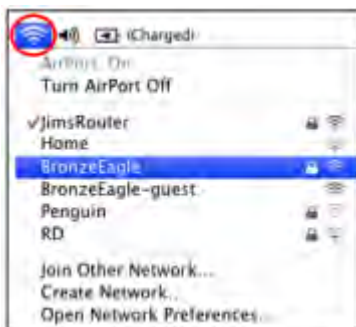 (Charged)
AirPort: On
Turn AirPort Off
✓JimsRouter
Home
BronzeEagle
BronzeEagle-guest
Penguin
RD
Join Other Network...
Create Network...
Open Network Preferences...